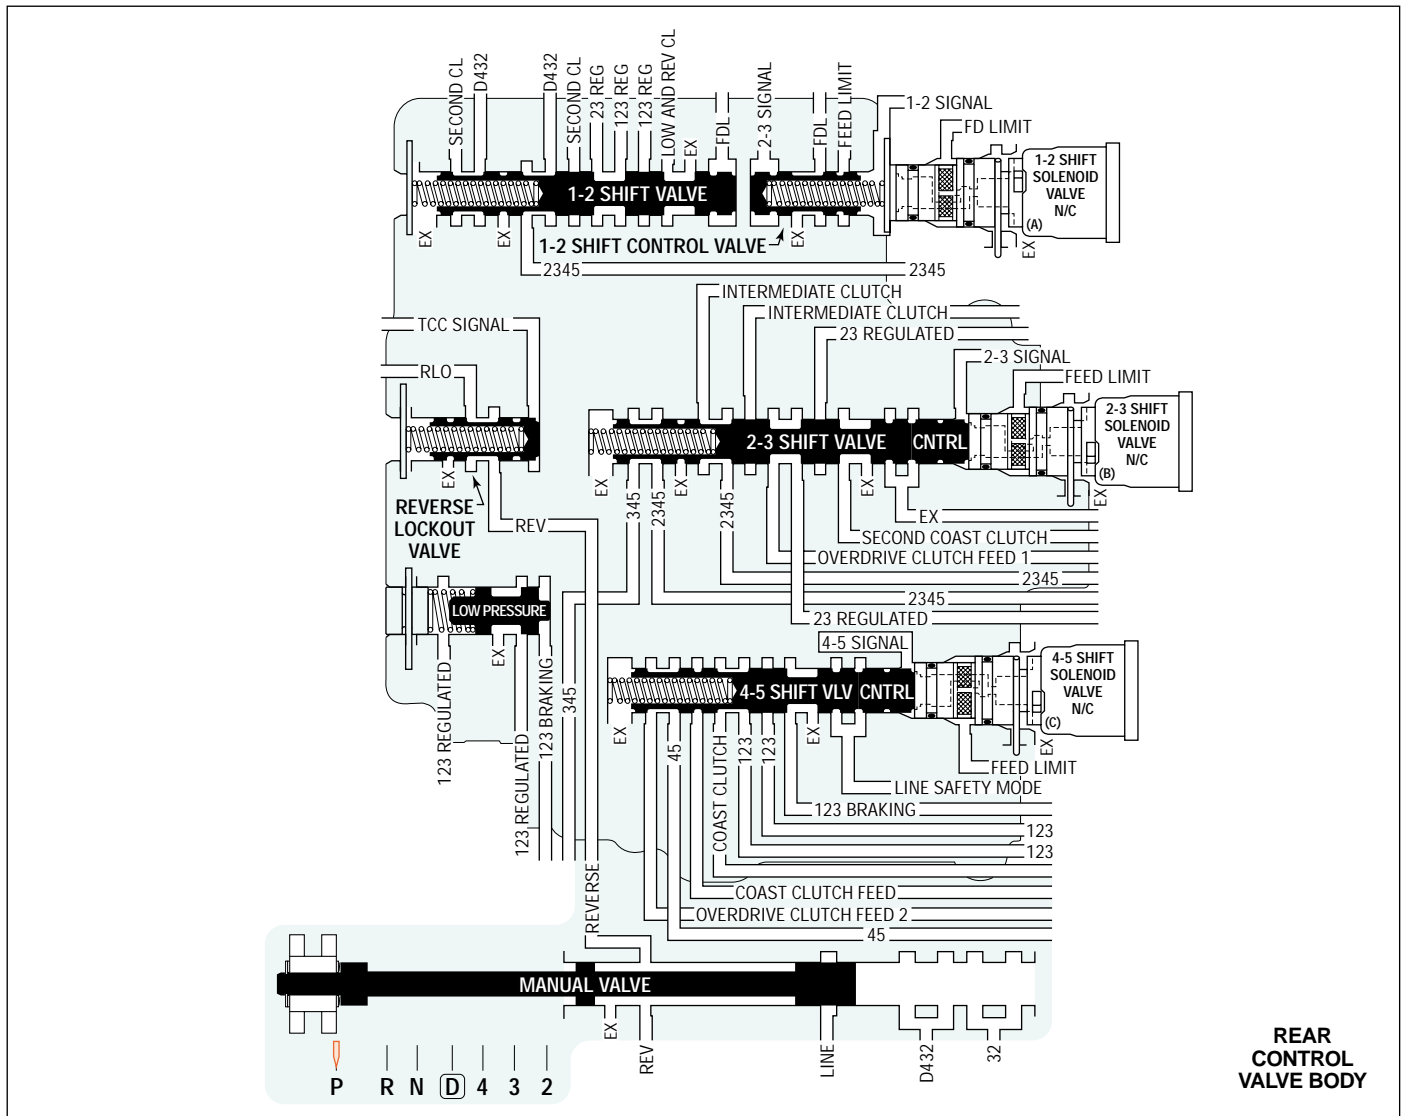 SECOND CL
D432
D432
SECOND CL
23 REG
123 REG
123 REG
LOW AND REV CL
EX
FDL
2-3 SIGNAL
FDL
FEED LIMIT
1-2 SIGNAL
FD LIMIT
1-2 SHIFT
SOLENOID
VALVE
N/C
(A)
EX
1-2 SHIFT VALVE
EX
EX
1-2 SHIFT CONTROL VALVE
EX
2345
2345
INTERMEDIATE CLUTCH
INTERMEDIATE CLUTCH
23 REGULATED
2-3 SIGNAL
FEED LIMIT
TCC SIGNAL
RLO
2-3 SHIFT
SOLENOID
VALVE
N/C
(B)
EX
2-3 SHIFT VALVE
CNTRL
EX
345
2345
EX
2345
EX
EX
SECOND COAST CLUTCH
OVERDRIVE CLUTCH FEED 1
2345
2345
23 REGULATED
EX
REVERSE
LOCKOUT
VALVE
REV
LOW PRESSURE
123 REGULATED
EX
123 REGULATED
123 BRAKING
345
4-5 SIGNAL
4-5 SHIFT VLV
CNTRL
4-5 SHIFT
SOLENOID
VALVE
N/C
(C)
EX
FEED LIMIT
EX
45
COAST CLUTCH
123
123
EX
LINE SAFETY MODE
123 BRAKING
123
123
COAST CLUTCH FEED
OVERDRIVE CLUTCH FEED 2
45
REVERSE
MANUAL VALVE
EX
REV
LINE
D432
32
P R N D 4 3 2
REAR
CONTROL
VALVE BODY